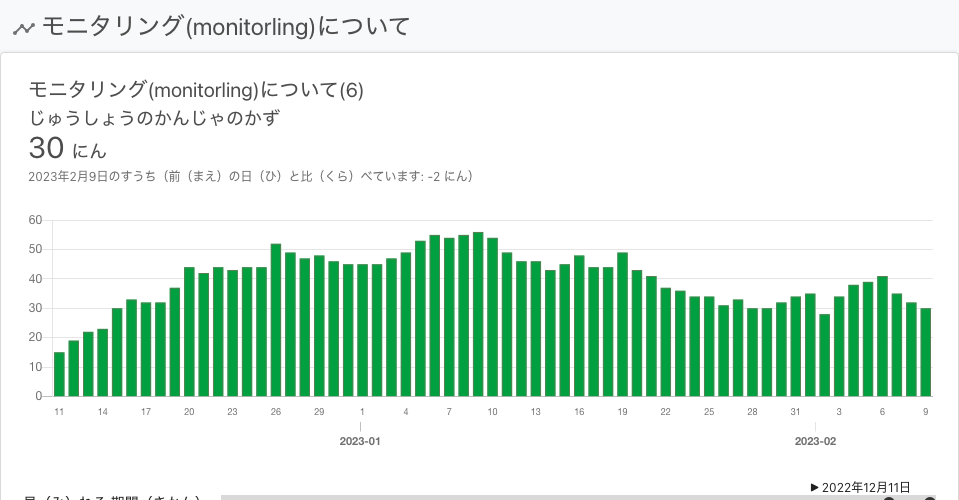 モニタリング(monitorling)について
モニタリング(monitorling)について(6)
じゅうしょうのかんじゃのかず
30 にん
2023年2月9日のすうち（前（まえ）の日（ひ）と比（くら）べています: -2 にん）
60
50
40
30
20
10
0
11 14 17 20 23 26 29 1 4 7 10 13 16 19 22 25 28 31 3 6 9
2023-01 2023-02
▶ 2022年12月11日